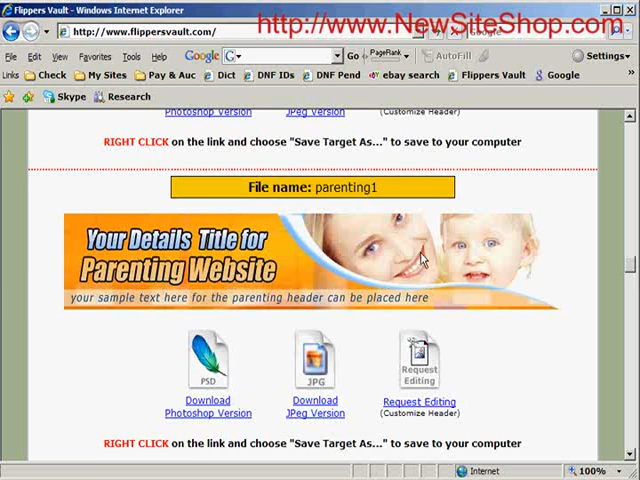 Flippers Vault - Windows Internet Explorer
http://www.NewSiteShop.com
http://www.flippersvault.com/
Google
File Edit View Favorites Tools Help
Google G Go PageRank AutoFill Settings
Links Check My Sites Pay & Auc Dict DNF IDs DNF Pend ebay search Flippers Vault Google
Skype Research
Photoshop Version JPeg Version (Customize Header)
RIGHT CLICK on the link and choose "Save Target As..." to save to your computer
File name: parenting1
Your Details Title for
Parenting Website
your sample text here for the parenting header can be placed here
PSD JPG Request
Editing
Download Download Request Editing
Photoshop Version JPeg Version (Customize Header)
RIGHT CLICK on the link and choose "Save Target As..." to save to your computer
Internet 100%